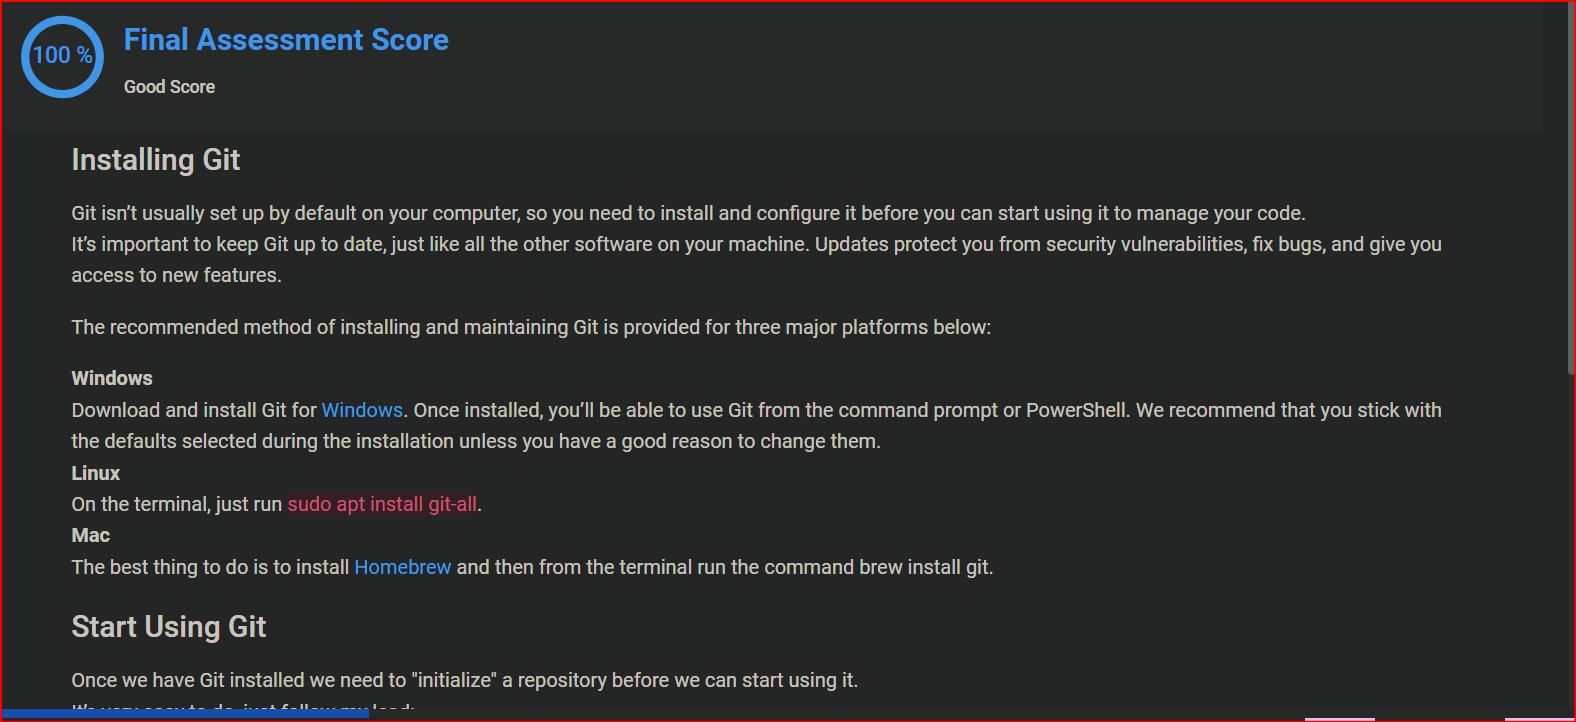 100 %
Final Assessment Score
Good Score
Installing Git
Git isn’t usually set up by default on your computer, so you need to install and configure it before you can start using it to manage your code.
It’s important to keep Git up to date, just like all the other software on your machine. Updates protect you from security vulnerabilities, fix bugs, and give you
access to new features.
The recommended method of installing and maintaining Git is provided for three major platforms below:
Windows
Download and install Git for Windows. Once installed, you’ll be able to use Git from the command prompt or PowerShell. We recommend that you stick with
the defaults selected during the installation unless you have a good reason to change them.
Linux
On the terminal, just run sudo apt install git-all.
Mac
The best thing to do is to install Homebrew and then from the terminal run the command brew install git.
Start Using Git
Once we have Git installed we need to "initialize" a repository before we can start using it.